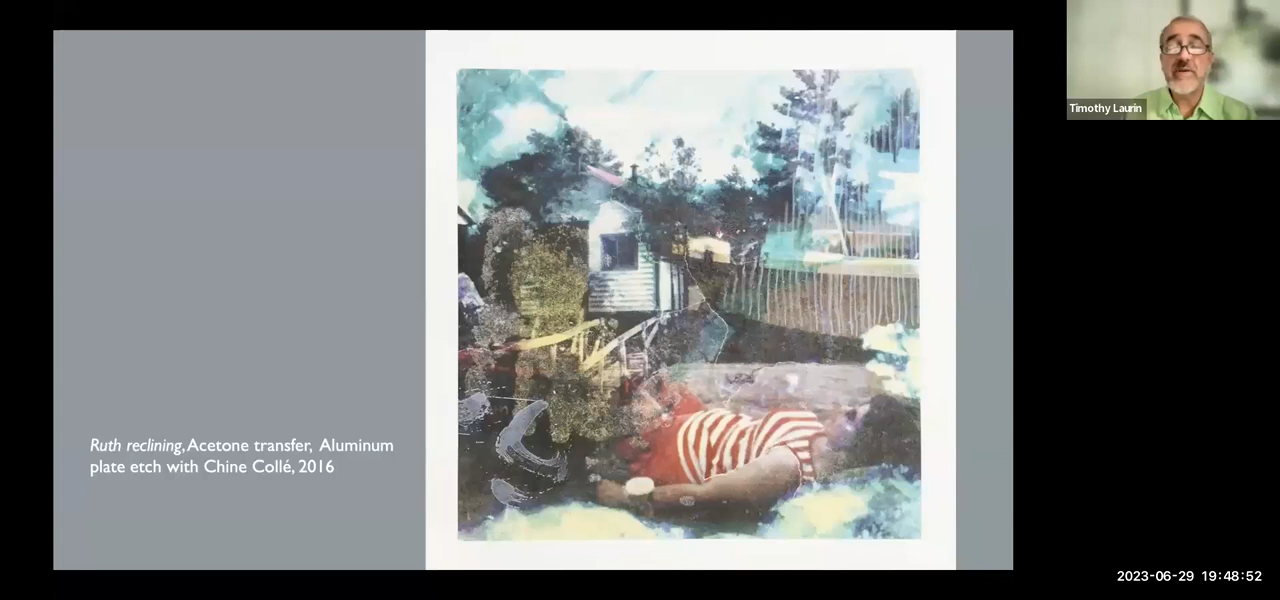 Timothy Laurin
Ruth reclining, Acetone transfer, Aluminum
plate etch with Chine Collé, 2016
2023-06-29 19:48:52